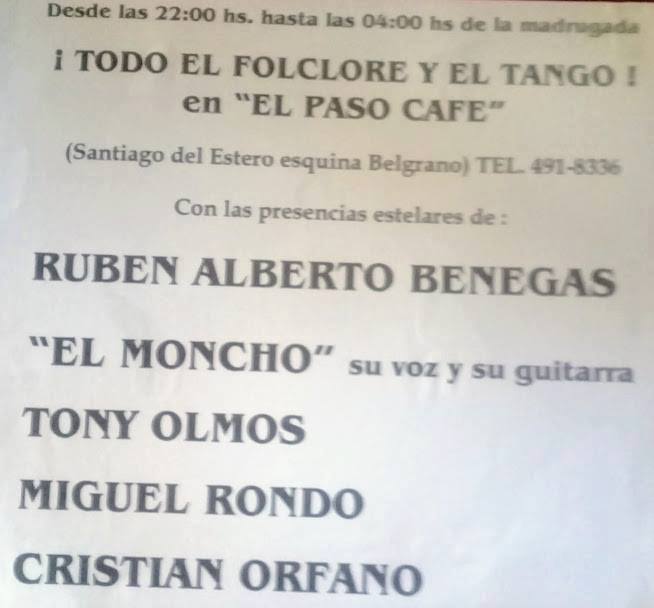 Desde las 22:00 hs. hasta las 04:00 hs de la madrugada
¡ TODO EL FOLCLORE Y EL TANGO !
en "EL PASO CAFE"
(Santiago del Estero esquina Belgrano) TEL. 491-8336
Con las presencias estelares de :
RUBEN ALBERTO BENEGAS
"EL MONCHO" su voz y su guitarra
TONY OLMOS
MIGUEL RONDO
CRISTIAN ORFANO